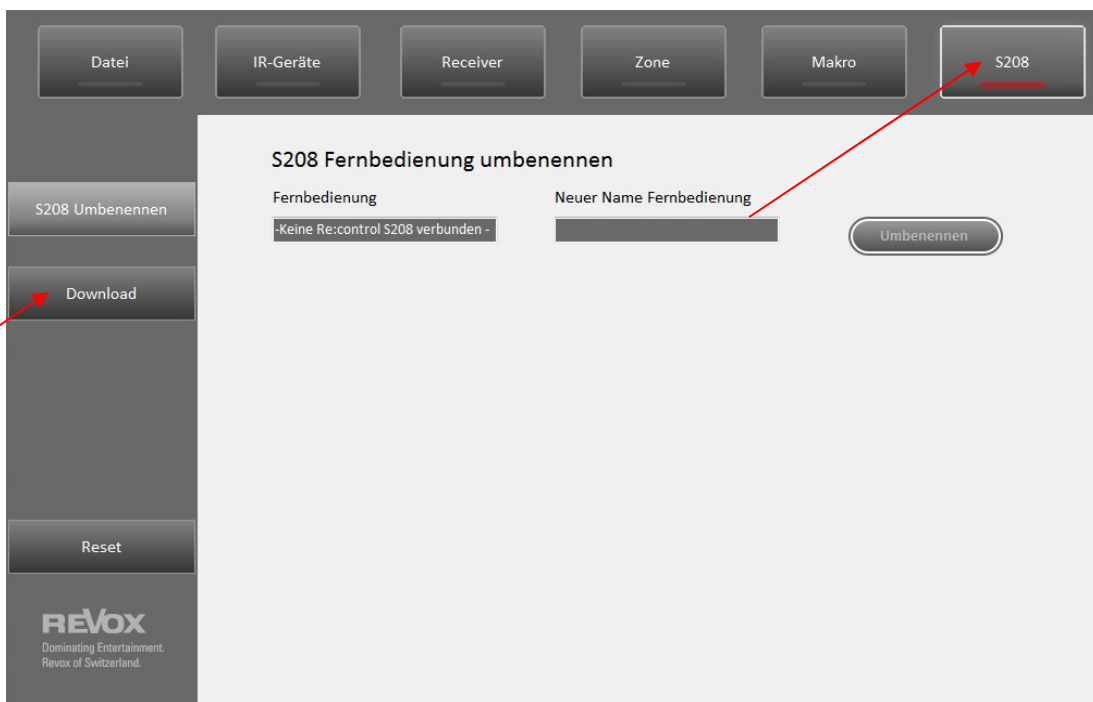 Datei
IR-Geräte
Receiver
Zone
Makro
S208
S208 Fernbedienung umbenennen
Fernbedienung
Neuer Name Fernbedienung
-Keine Re:control S208 verbunden -
Umbenennen
S208 Umbenennen
Download
Reset
REVOX
Dominating Entertainment.
Revox of Switzerland.